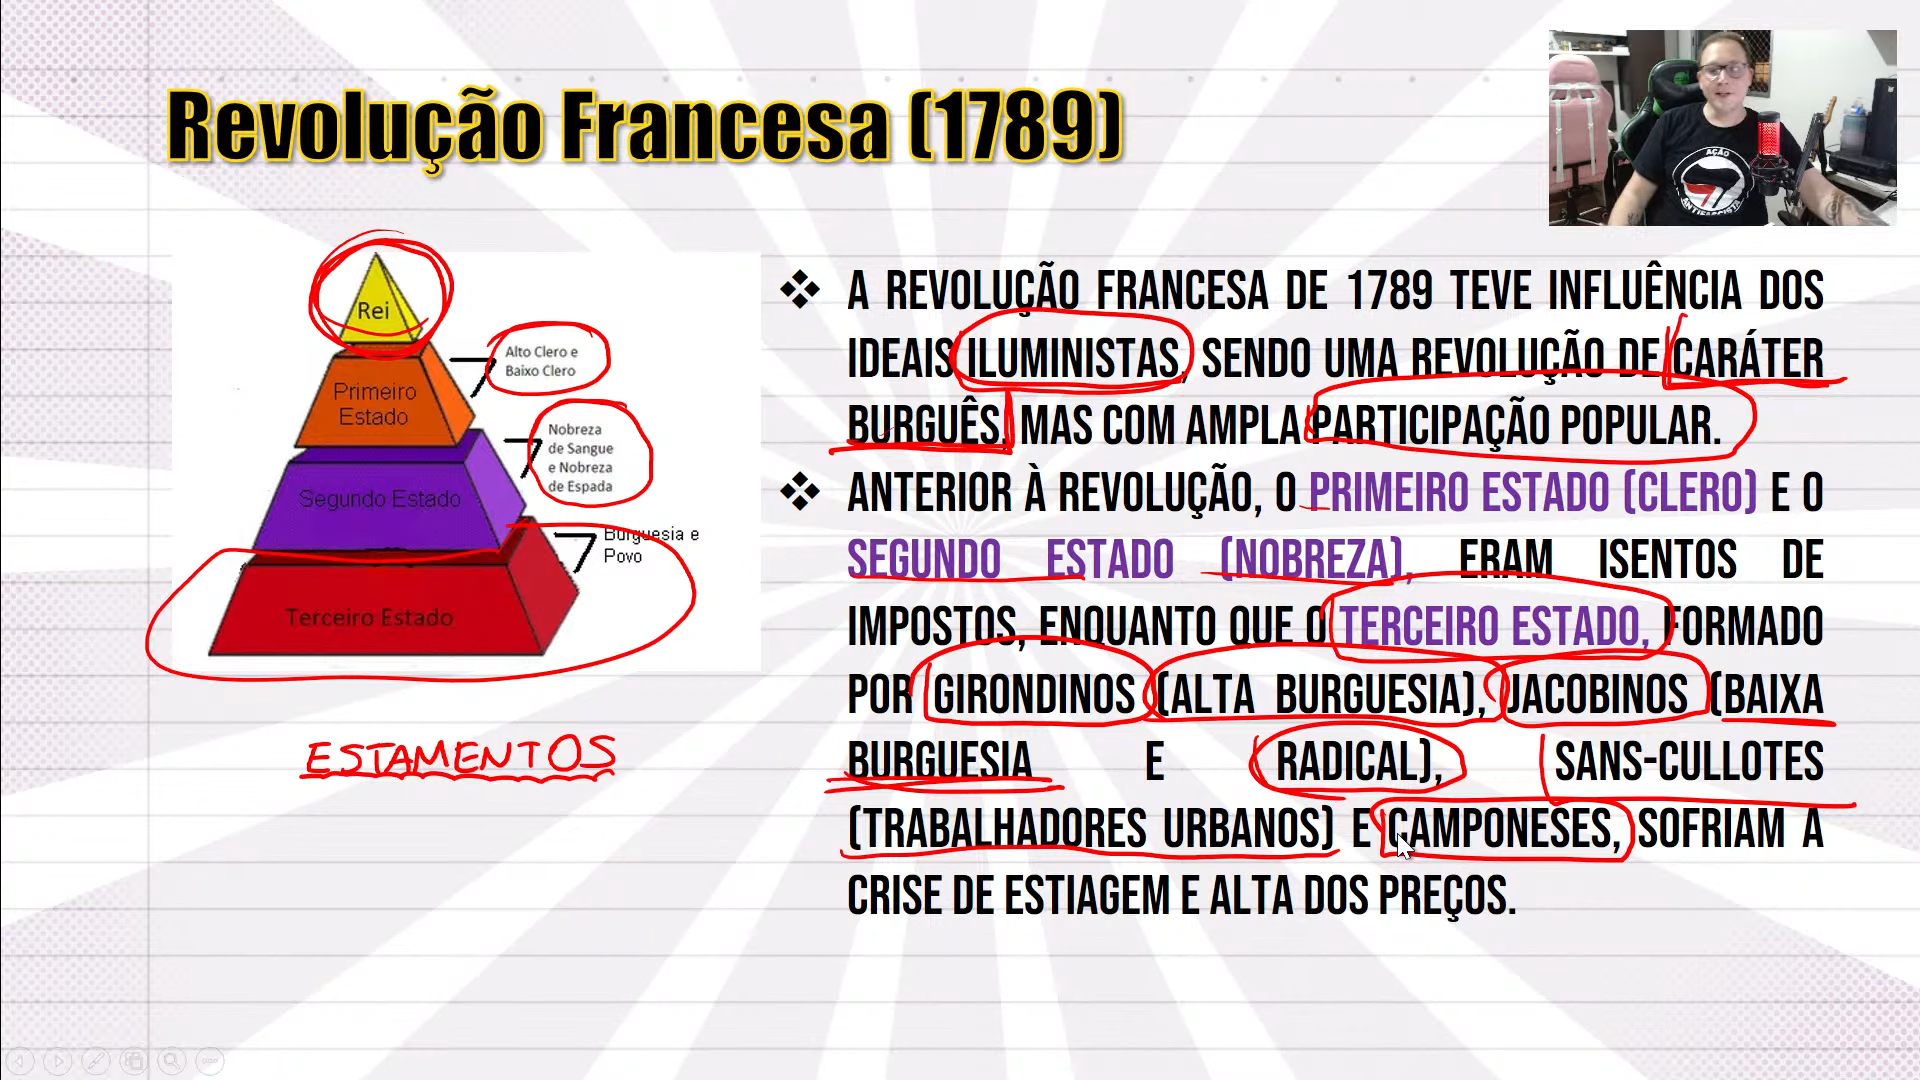 Revolução Francesa (1789)
AÇÃO
ANTIFASCISTA
Rei
Alto Clero e
Baixo Clero
Primeiro
Estado
Nobreza
de Sangue
e Nobreza
de Espada
Segundo Estado
Burguesia e
Povo
Terceiro Estado
ESTAMENTOS
A REVOLUÇÃO FRANCESA DE 1789 TEVE INFLUÊNCIA DOS
IDEAIS ILUMINISTAS, SENDO UMA REVOLUÇÃO DE CARÁTER
BURGUÊS, MAS COM AMPLA PARTICIPAÇÃO POPULAR.
ANTERIOR À REVOLUÇÃO, O PRIMEIRO ESTADO (CLERO) E O
SEGUNDO ESTADO (NOBREZA), ERAM ISENTOS DE
IMPOSTOS, ENQUANTO QUE O TERCEIRO ESTADO, FORMADO
POR GIRONDINOS (ALTA BURGUESIA), JACOBINOS (BAIXA
BURGUESIA E RADICAL), SANS-CULLOTES
(TRABALHADORES URBANOS) E CAMPONESES, SOFRIAM A
CRISE DE ESTIAGEM E ALTA DOS PREÇOS.